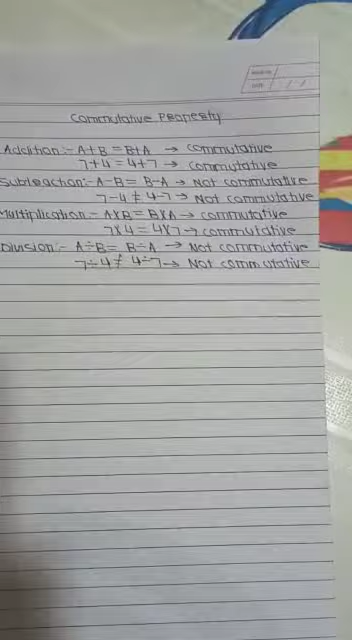 Commutative Property
Addition:- A+B = B+A → commutative
7+4 = 4+7 → commutative
Subtraction:- A-B = B-A → Not commutative
7-4 ≠ 4-7 → Not commutative
Multiplication:- A×B = B×A → commutative
7×4 = 4×7 → commutative
Division:- A÷B = B÷A → Not commutative
7÷4 ≠ 4÷7 → Not commutative